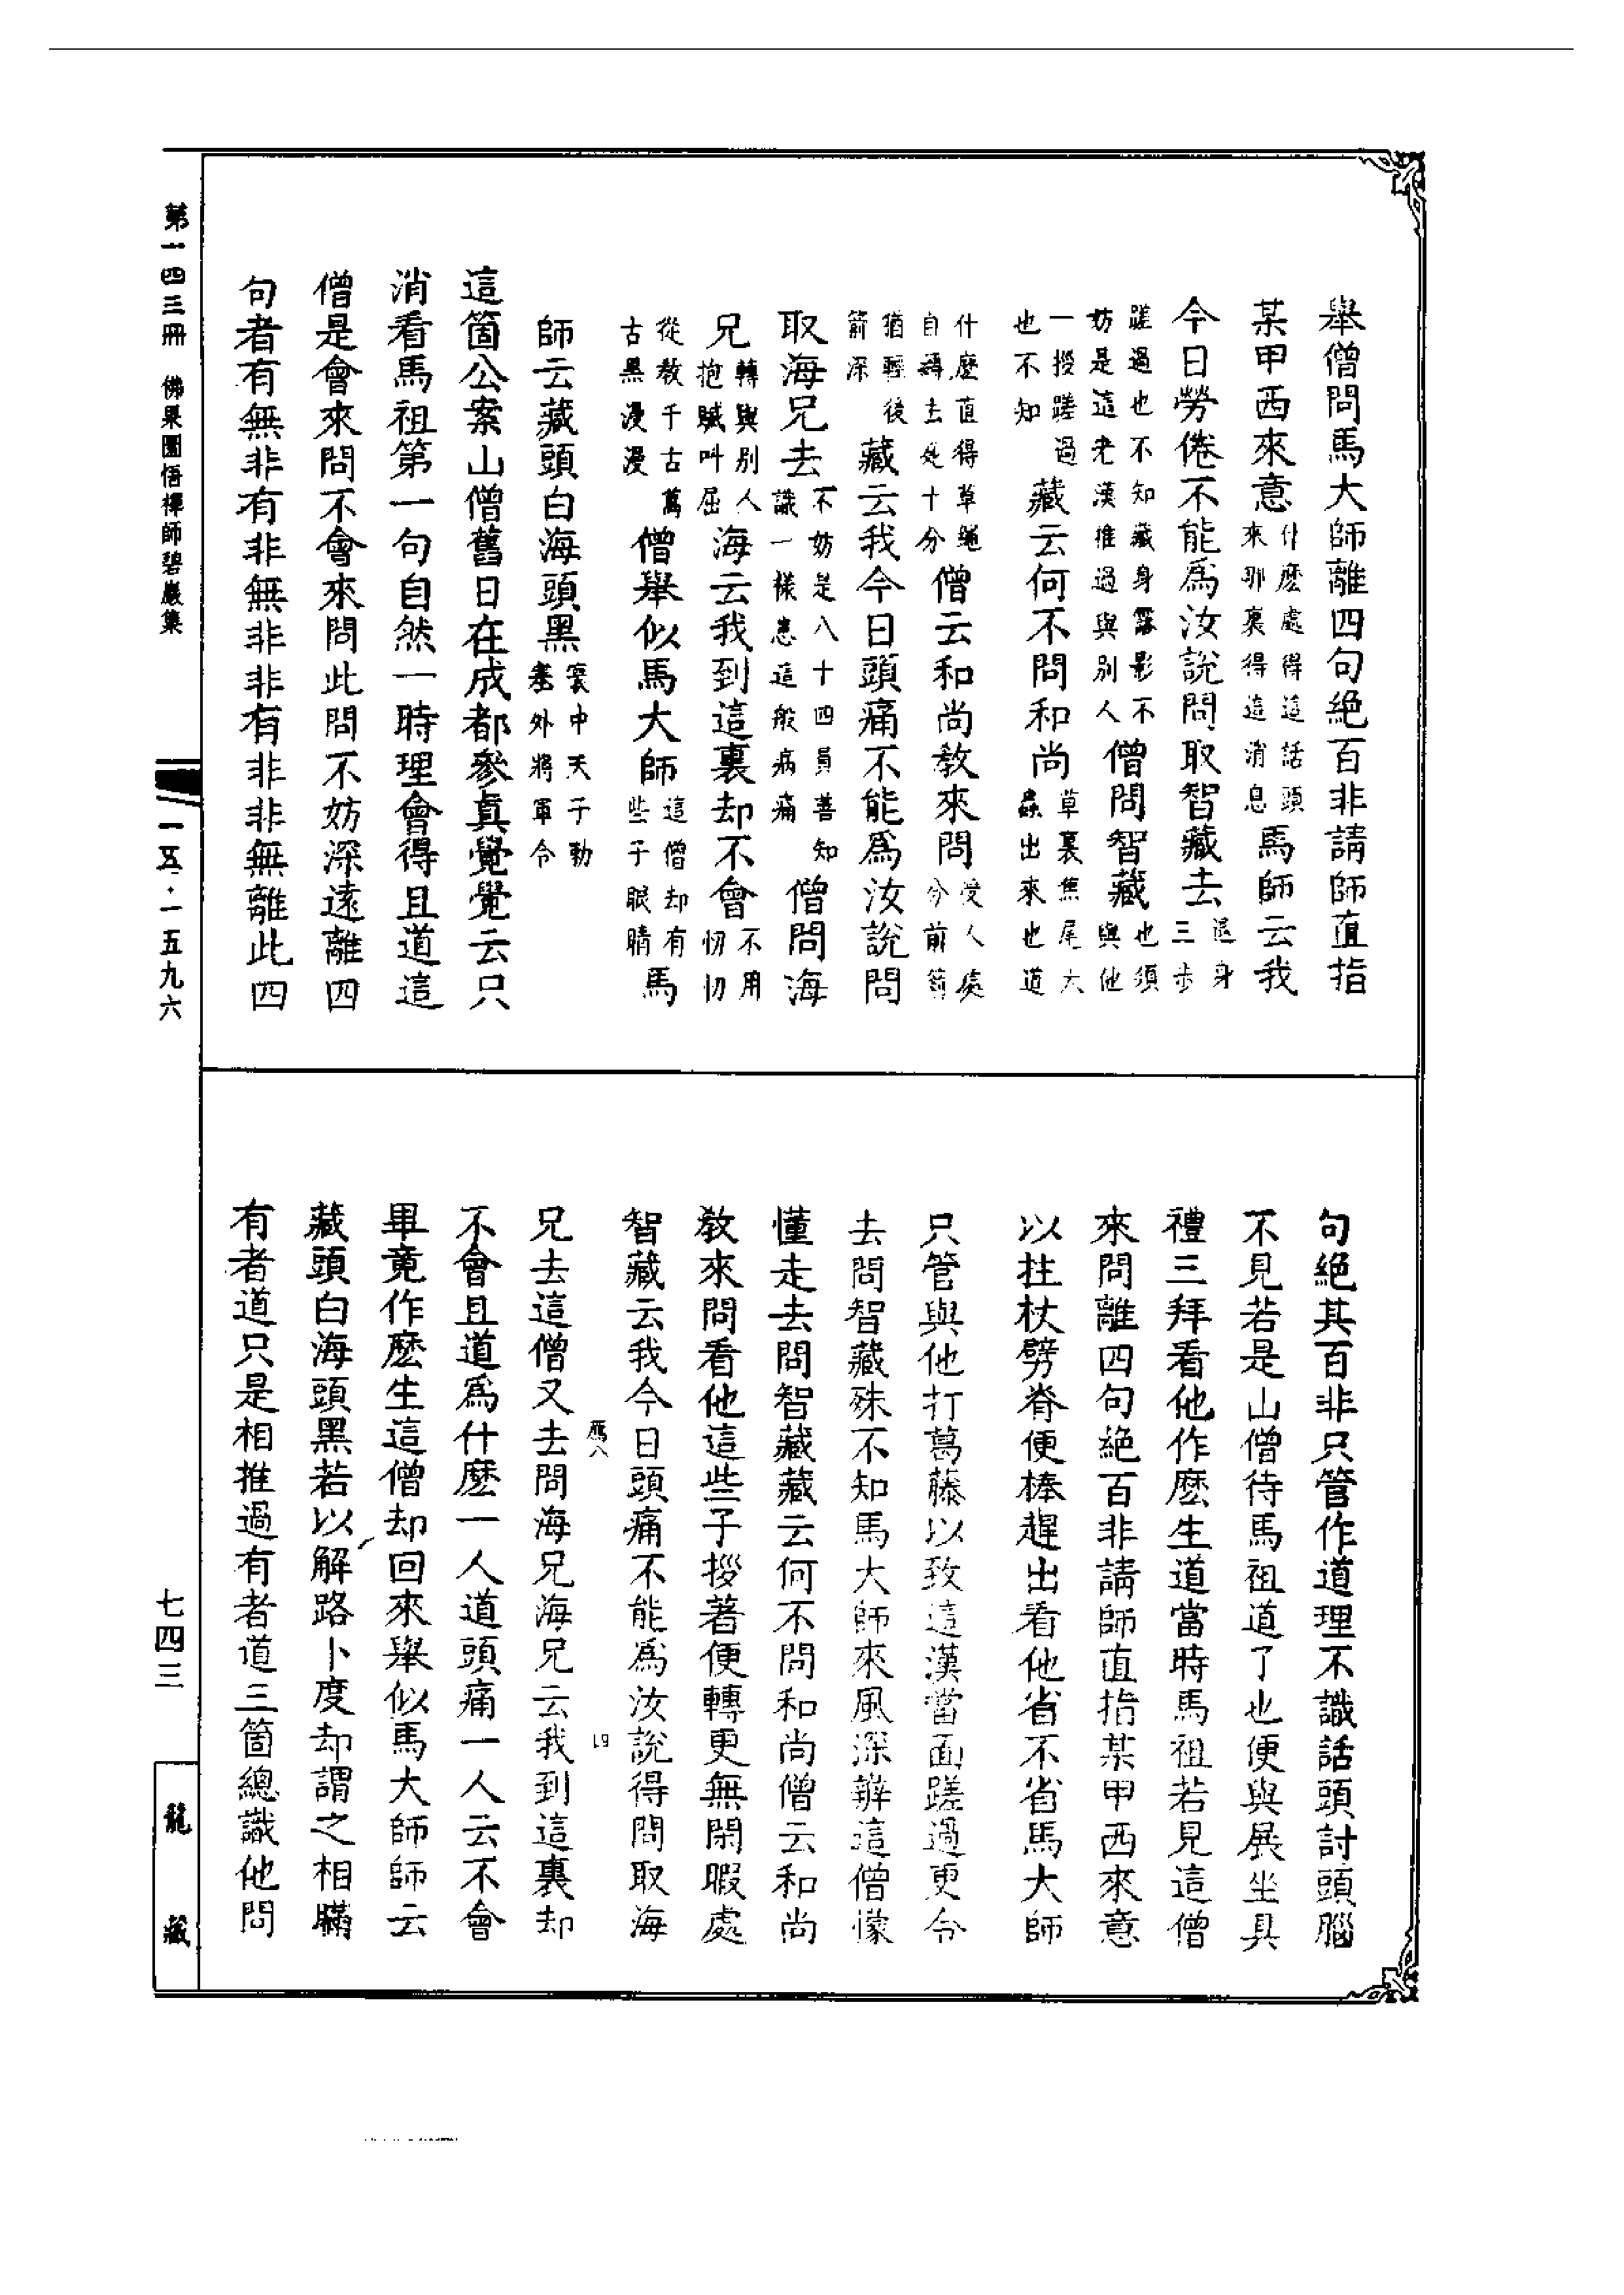 舉僧問馬大師離四句絕百非請師直指
某甲西來意什麽處得這話頭來那裏得這消息馬師云我
今日勞倦不能爲汝說問取智藏去退身三步
蹉過也不知藏身露影不妨是這老漢推過與別人僧問智藏也須與他
一拶蹉過也不知藏云何不問和尚草裏焦尾大蟲出來也道
什麽直得草繩自縛去死十分僧云和尚教來問受人處分前箭
猶輕後箭深藏云我今日頭痛不能爲汝說問
取海兄去不妨是八十四員善知識一樣患這般病痛僧問海
兄轉與別人抱贓叫屈海云我到這裏却不會不用忉忉
從教千古萬古黑漫漫僧舉似馬大師這僧却有些子眼睛馬
師云藏頭白海頭黑寰中天子勅塞外將軍令
這箇公案山僧舊日在成都參真覺覺云只
消看馬祖第一句自然一時理會得且道這
僧是會來問不會來問此問不妨深遠離四
句者有無非有非無非非有非非無離此四
句絕其百非只管作道理不識話頭討頭腦
不見若是山僧待馬祖道了也便與展坐具
禮三拜看他作麽生道當時馬祖若見這僧
來問離四句絕百非請師直指某甲西來意
以拄杖劈脊便棒趕出看他省不省馬大師
只管與他打葛藤以致這漢當面蹉過更令
去問智藏殊不知馬大師來風深辨這僧懞
懂走去問智藏藏云何不問和尚僧云和尚
教來問看他這些子拶著便轉更無閑暇處
智藏云我今日頭痛不能爲汝說得問取海
鴈八
四
兄去這僧又去問海兄海兄云我到這裏却
不會且道爲什麽一人道頭痛一人云不會
畢竟作麽生這僧却回來舉似馬大師師云
藏頭白海頭黑若以解路卜度却謂之相瞞
有者道只是相推過有者道三箇總識他問
第一四三冊 佛果圜悟禪師碧巖集
一五五·一五九六
七四三
龍藏